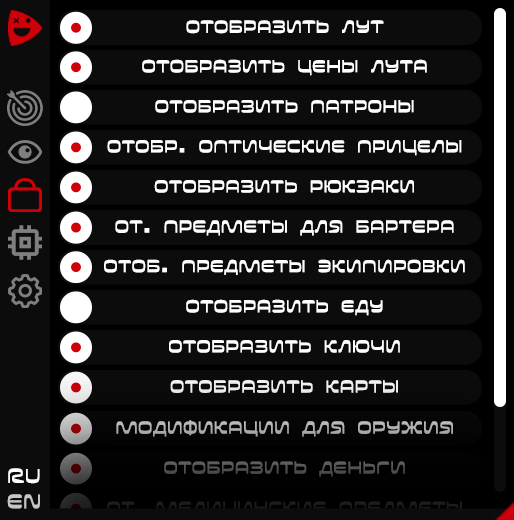 ОТОБРАЗИТЬ ЛУТ
ОТОБРАЗИТЬ ЦЕНЫ ЛУТА
ОТОБРАЗИТЬ ПАТРОНЫ
ОТОБР. ОПТИЧЕСКИЕ ПРИЦЕЛЫ
ОТОБРАЗИТЬ РЮКЗАКИ
ОТ. ПРЕДМЕТЫ ДЛЯ БАРТЕРА
ОТОБ. ПРЕДМЕТЫ ЭКИПИРОВКИ
ОТОБРАЗИТЬ ЕДУ
ОТОБРАЗИТЬ КЛЮЧИ
ОТОБРАЗИТЬ КАРТЫ
МОДИФИКАЦИИ ДЛЯ ОРУЖИЯ
ОТОБРАЗИТЬ ДЕНЬГИ
RU
EN